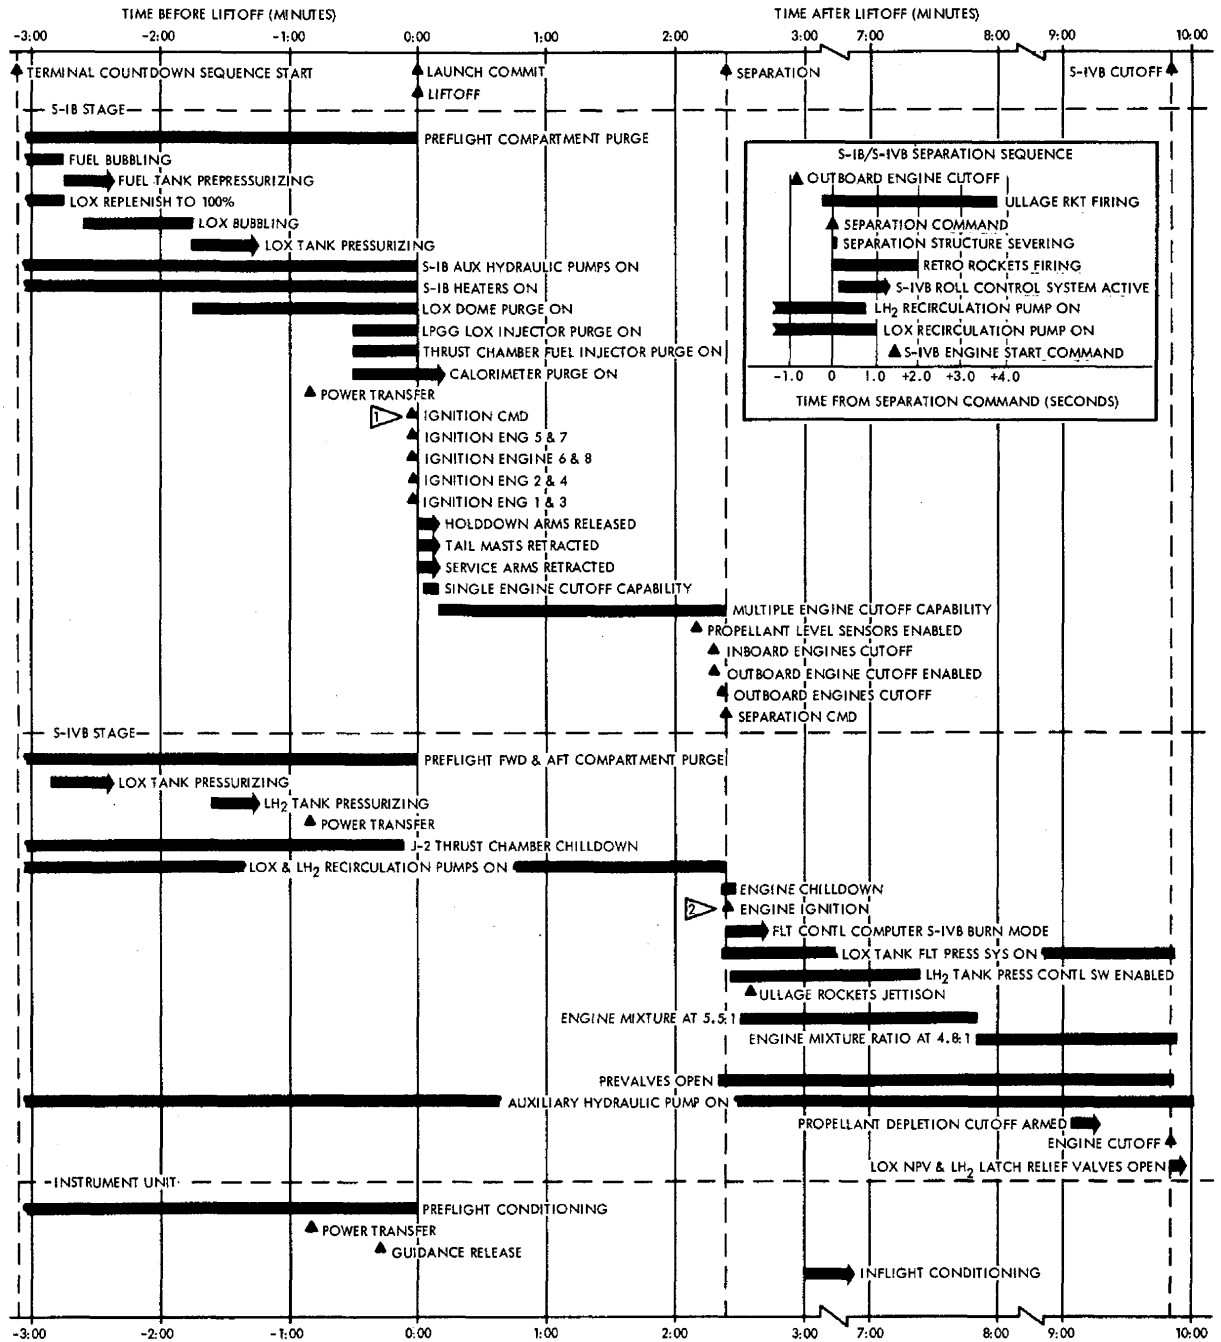 TIME BEFORE LIFTOFF (MINUTES) TIME AFTER LIFTOFF (MINUTES)
-3:00 -2:00 -1:00 0:00 1:00 2:00 3:00 7:00 8:00 9:00 10:00
TERMINAL COUNTDOWN SEQUENCE START LAUNCH COMMIT SEPARATION S-IVB CUTOFF
LIFTOFF
S-IB STAGE
PREFLIGHT COMPARTMENT PURGE
FUEL BUBBLING
FUEL TANK PREPRESSURIZING
LOX REPLENISH TO 100%
LOX BUBBLING
LOX TANK PRESSURIZING
S-IB AUX HYDRAULIC PUMPS ON
S-IB HEATERS ON
LOX DOME PURGE ON
LPGG LOX INJECTOR PURGE ON
THRUST CHAMBER FUEL INJECTOR PURGE ON
CALORIMETER PURGE ON
POWER TRANSFER
1 IGNITION CMD
IGNITION ENG 5 & 7
IGNITION ENGINE 6 & 8
IGNITION ENG 2 & 4
IGNITION ENG 1 & 3
HOLDDOWN ARMS RELEASED
TAIL MASTS RETRACTED
SERVICE ARMS RETRACTED
SINGLE ENGINE CUTOFF CAPABILITY
MULTIPLE ENGINE CUTOFF CAPABILITY
PROPELLANT LEVEL SENSORS ENABLED
INBOARD ENGINES CUTOFF
OUTBOARD ENGINE CUTOFF ENABLED
OUTBOARD ENGINES CUTOFF
SEPARATION CMD
S-IB/S-IVB SEPARATION SEQUENCE
OUTBOARD ENGINE CUTOFF
ULLAGE RKT FIRING
SEPARATION COMMAND
SEPARATION STRUCTURE SEVERING
RETRO ROCKETS FIRING
S-IVB ROLL CONTROL SYSTEM ACTIVE
LH2 RECIRCULATION PUMP ON
LOX RECIRCULATION PUMP ON
S-IVB ENGINE START COMMAND
-1.0 0 1.0 +2.0 +3.0 +4.0
TIME FROM SEPARATION COMMAND (SECONDS)
S-IVB STAGE
PREFLIGHT FWD & AFT COMPARTMENT PURGE
LOX TANK PRESSURIZING
LH2 TANK PRESSURIZING
POWER TRANSFER
J-2 THRUST CHAMBER CHILLDOWN
LOX & LH2 RECIRCULATION PUMPS ON
ENGINE CHILLDOWN
2 ENGINE IGNITION
FLT CONTL COMPUTER S-IVB BURN MODE
LOX TANK FLT PRESS SYS ON
LH2 TANK PRESS CONTL SW ENABLED
ULLAGE ROCKETS JETTISON
ENGINE MIXTURE AT 5.5:1
ENGINE MIXTURE RATIO AT 4.8:1
PREVALVES OPEN
AUXILIARY HYDRAULIC PUMP ON
PROPELLANT DEPLETION CUTOFF ARMED
ENGINE CUTOFF
LOX NPV & LH2 LATCH RELIEF VALVES OPEN
INSTRUMENT UNIT
PREFLIGHT CONDITIONING
POWER TRANSFER
GUIDANCE RELEASE
INFLIGHT CONDITIONING
-3:00 -2:00 -1:00 0:00 1:00 2:00 3:00 7:00 8:00 9:00 10:00